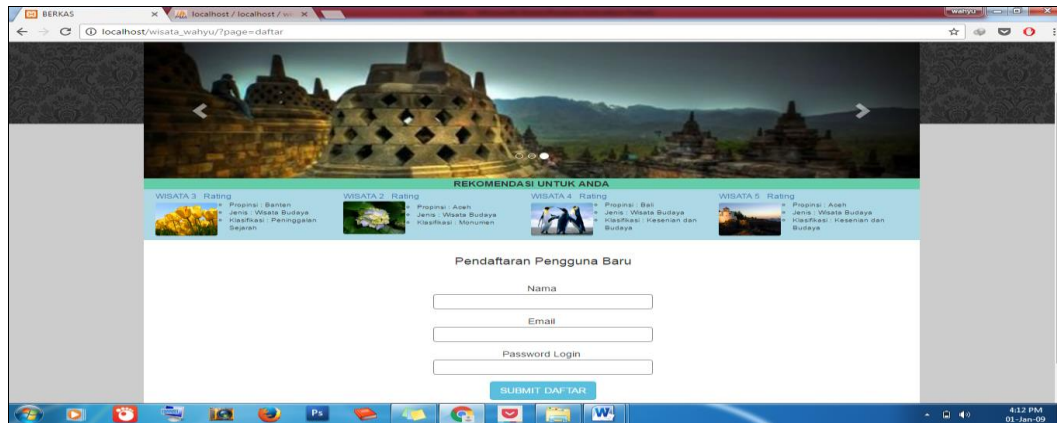 BERKAS
localhost / localhost / wi
wahyu
localhost/wisata_wahyu/?page=daftar
REKOMENDASI UNTUK ANDA
WISATA 3 Rating
Propinsi : Banten
Jenis : Wisata Budaya
Klasifikasi : Peninggalan
Sejarah
WISATA 2 Rating
Propinsi : Aceh
Jenis : Wisata Budaya
Klasifikasi : Monumen
WISATA 4 Rating
Propinsi : Bali
Jenis : Wisata Budaya
Klasifikasi : Kesenian dan
Budaya
WISATA 5 Rating
Propinsi : Aceh
Jenis : Wisata Budaya
Klasifikasi : Kesenian dan
Budaya
Pendaftaran Pengguna Baru
Nama
Email
Password Login
SUBMIT DAFTAR
Ps
W
4:12 PM
01-Jan-09